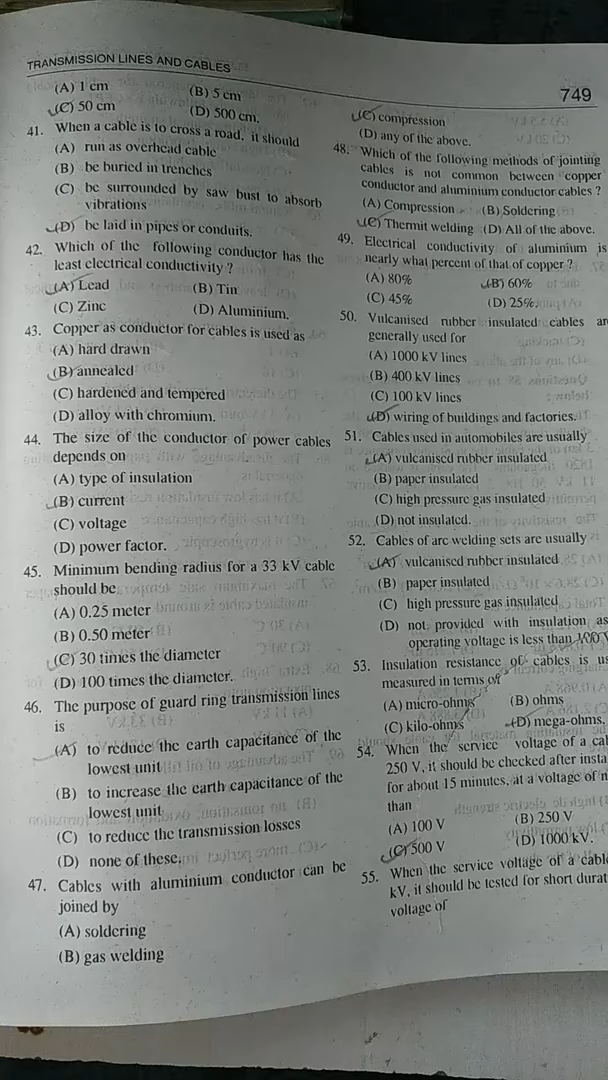 TRANSMISSION LINES AND CABLES
749
(A) 1 cm (B) 5 cm
(C) 50 cm (D) 500 cm.
41. When a cable is to cross a road, it should
(A) run as overhead cable
(B) be buried in trenches
(C) be surrounded by saw bust to absorb
vibrations
(D) be laid in pipes or conduits.
42. Which of the following conductor has the
least electrical conductivity ?
(A) Lead (B) Tin
(C) Zinc (D) Aluminium.
43. Copper as conductor for cables is used as
(A) hard drawn
(B) annealed
(C) hardened and tempered
(D) alloy with chromium.
44. The size of the conductor of power cables
depends on
(A) type of insulation
(B) current
(C) voltage
(D) power factor.
45. Minimum bending radius for a 33 kV cable
should be
(A) 0.25 meter
(B) 0.50 meter
(C) 30 times the diameter
(D) 100 times the diameter.
46. The purpose of guard ring transmission lines
is
(A) to reduce the earth capacitance of the
lowest unit
(B) to increase the earth capacitance of the
lowest unit
(C) to reduce the transmission losses
(D) none of these.
47. Cables with aluminium conductor can be
joined by
(A) soldering
(B) gas welding
(C) compression
(D) any of the above.
48. Which of the following methods of jointing
cables is not common between copper
conductor and aluminium conductor cables ?
(A) Compression (B) Soldering
(C) Thermit welding (D) All of the above.
49. Electrical conductivity of aluminium is
nearly what percent of that of copper ?
(A) 80% (B) 60%
(C) 45% (D) 25%.
50. Vulcanised rubber insulated cables ar
generally used for
(A) 1000 kV lines
(B) 400 kV lines
(C) 100 kV lines
(D) wiring of buildings and factories.
51. Cables used in automobiles are usually
(A) vulcanised rubber insulated
(B) paper insulated
(C) high pressure gas insulated
(D) not insulated.
52. Cables of arc welding sets are usually
(A) vulcanised rubber insulated
(B) paper insulated
(C) high pressure gas insulated
(D) not provided with insulation as
operating voltage is less than 100 V
53. Insulation resistance of cables is us
measured in terms of
(A) micro-ohms (B) ohms
(C) kilo-ohms (D) mega-ohms.
54. When the service voltage of a cab
250 V, it should be checked after insta
for about 15 minutes, at a voltage of n
than
(A) 100 V (B) 250 V
(C) 500 V (D) 1000 kV.
55. When the service voltage of a cable
kV, it should be tested for short durat
voltage of